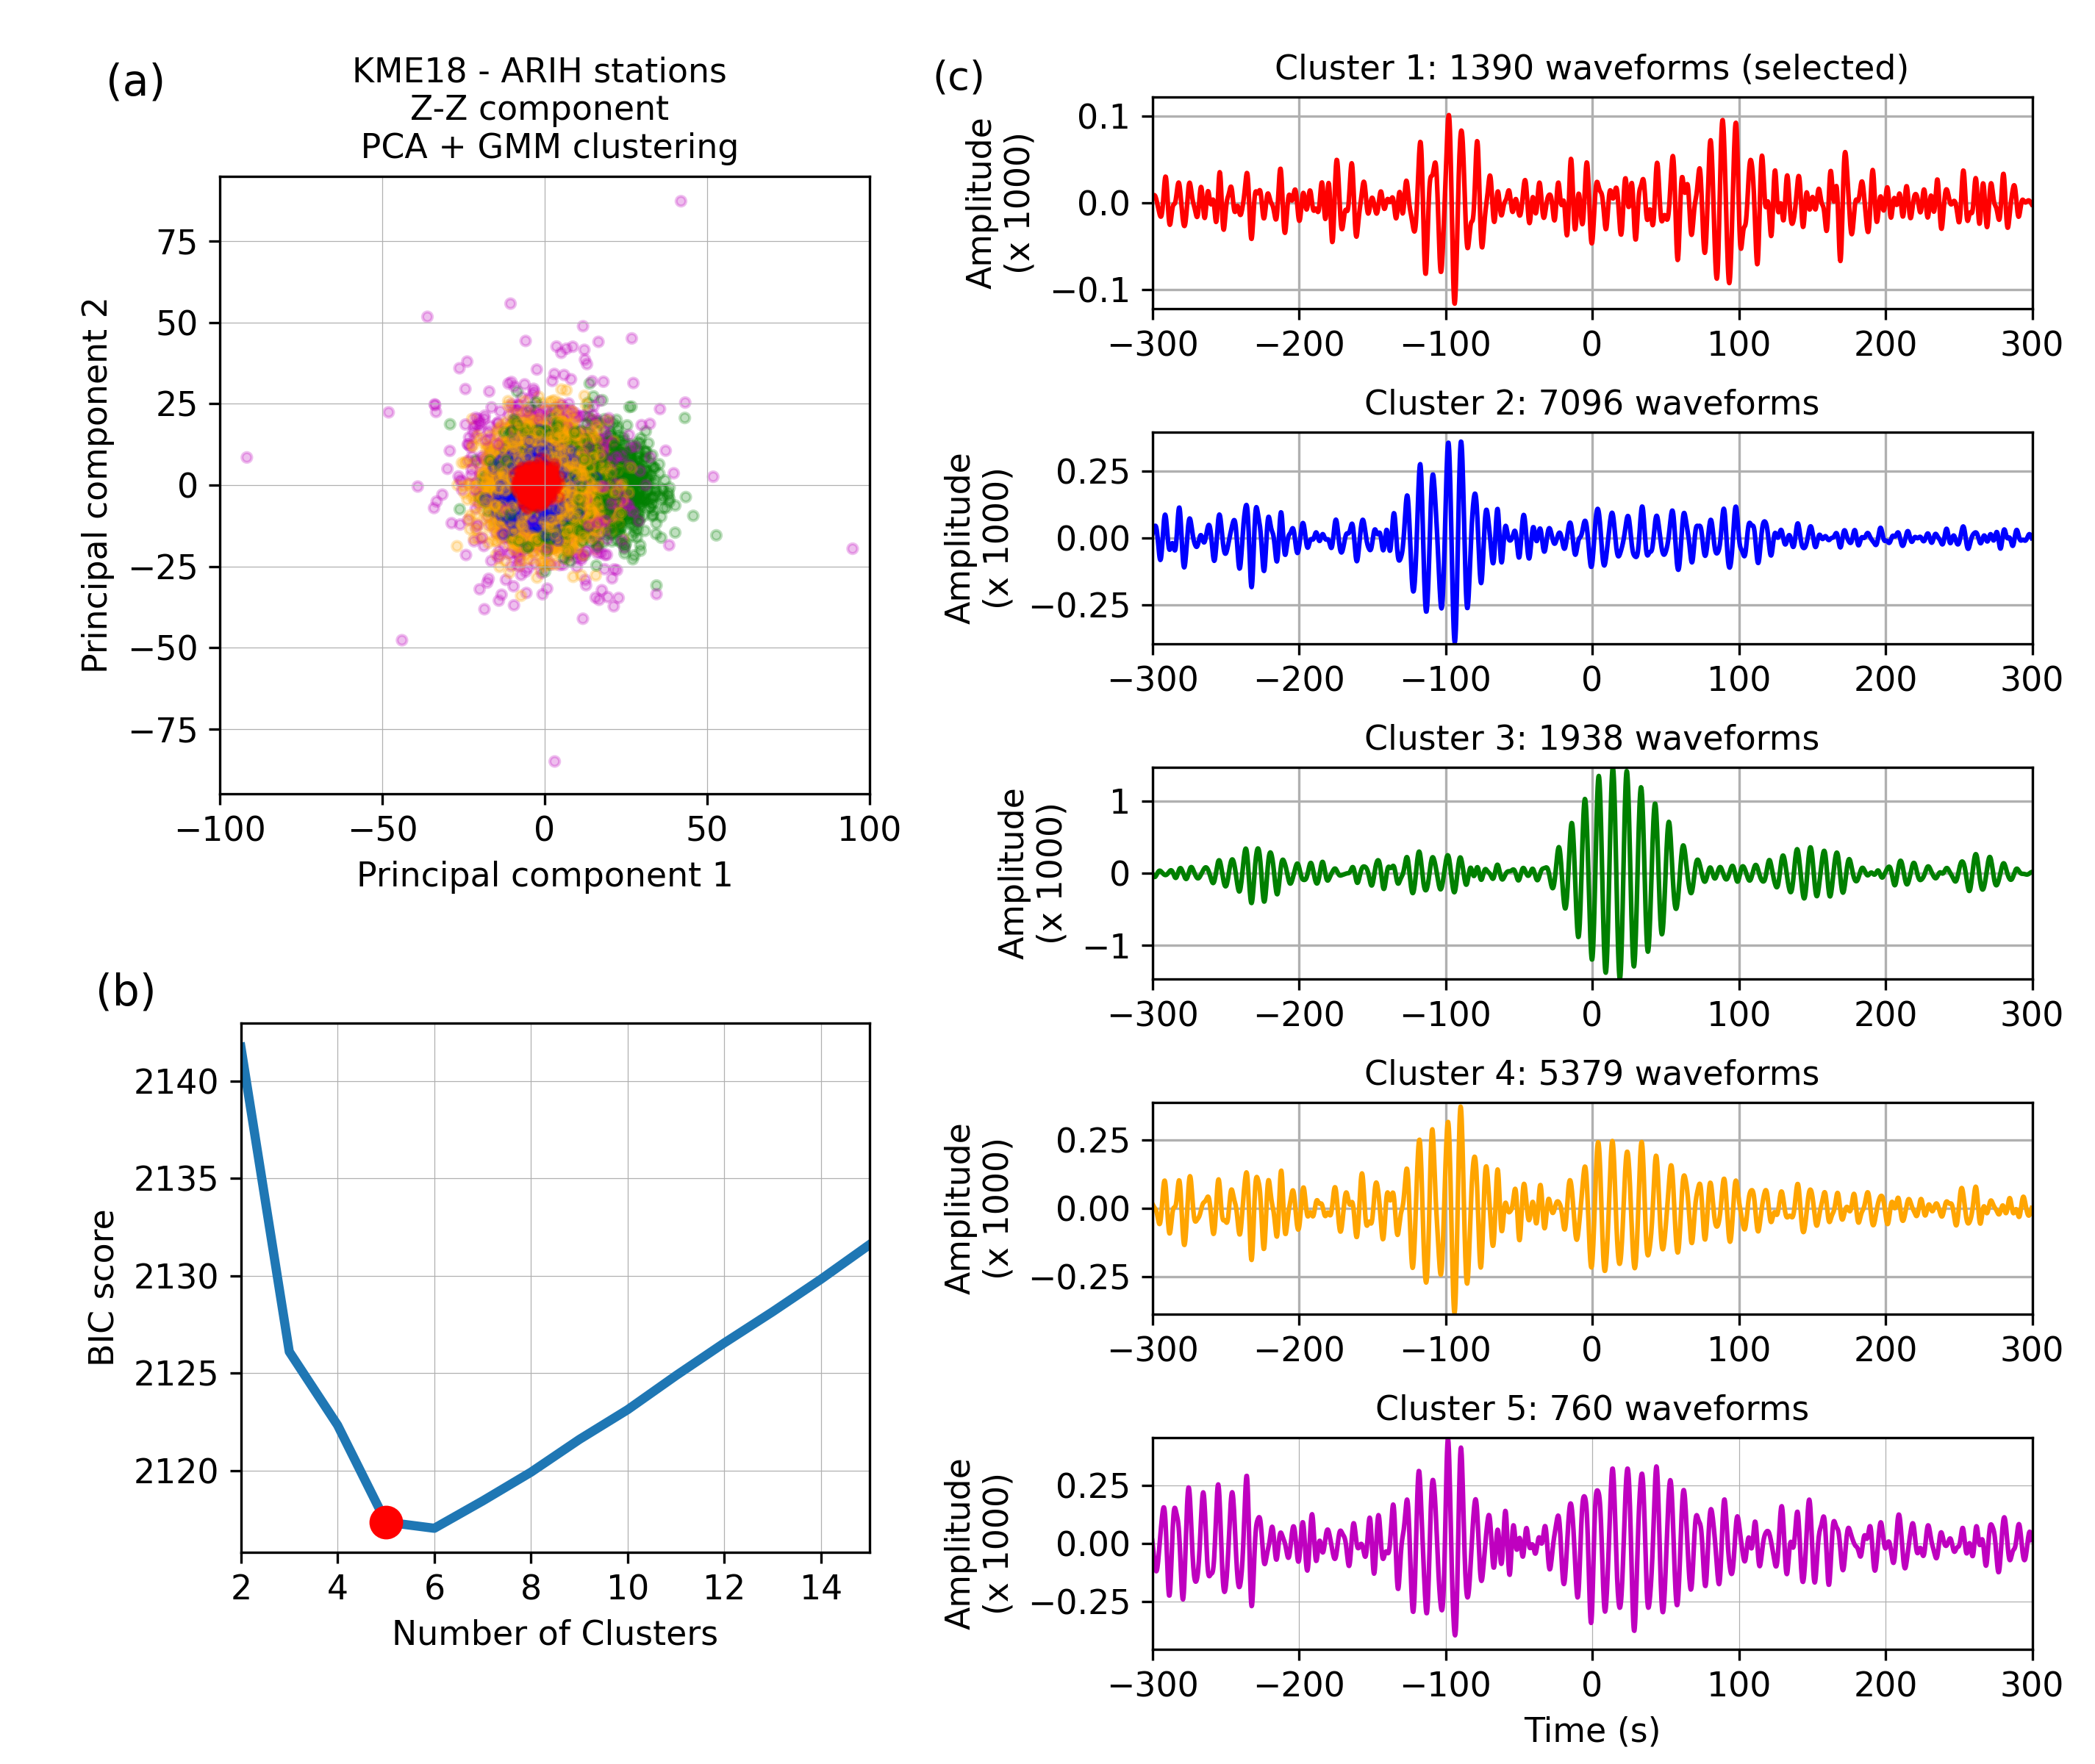 (a)
KME18 - ARIH stations
Z-Z component
PCA + GMM clustering
Principal component 2
75
50
25
0
−25
−50
−75
−100
−50
0
50
100
Principal component 1
(b)
BIC score
2140
2135
2130
2125
2120
2
4
6
8
10
12
14
Number of Clusters
(c)
Cluster 1: 1390 waveforms (selected)
Amplitude
(x 1000)
0.1
0.0
−0.1
−300
−200
−100
0
100
200
300
Cluster 2: 7096 waveforms
Amplitude
(x 1000)
0.25
0.00
−0.25
−300
−200
−100
0
100
200
300
Cluster 3: 1938 waveforms
Amplitude
(x 1000)
1
0
−1
−300
−200
−100
0
100
200
300
Cluster 4: 5379 waveforms
Amplitude
(x 1000)
0.25
0.00
−0.25
−300
−200
−100
0
100
200
300
Cluster 5: 760 waveforms
Amplitude
(x 1000)
0.25
0.00
−0.25
−300
−200
−100
0
100
200
300
Time (s)